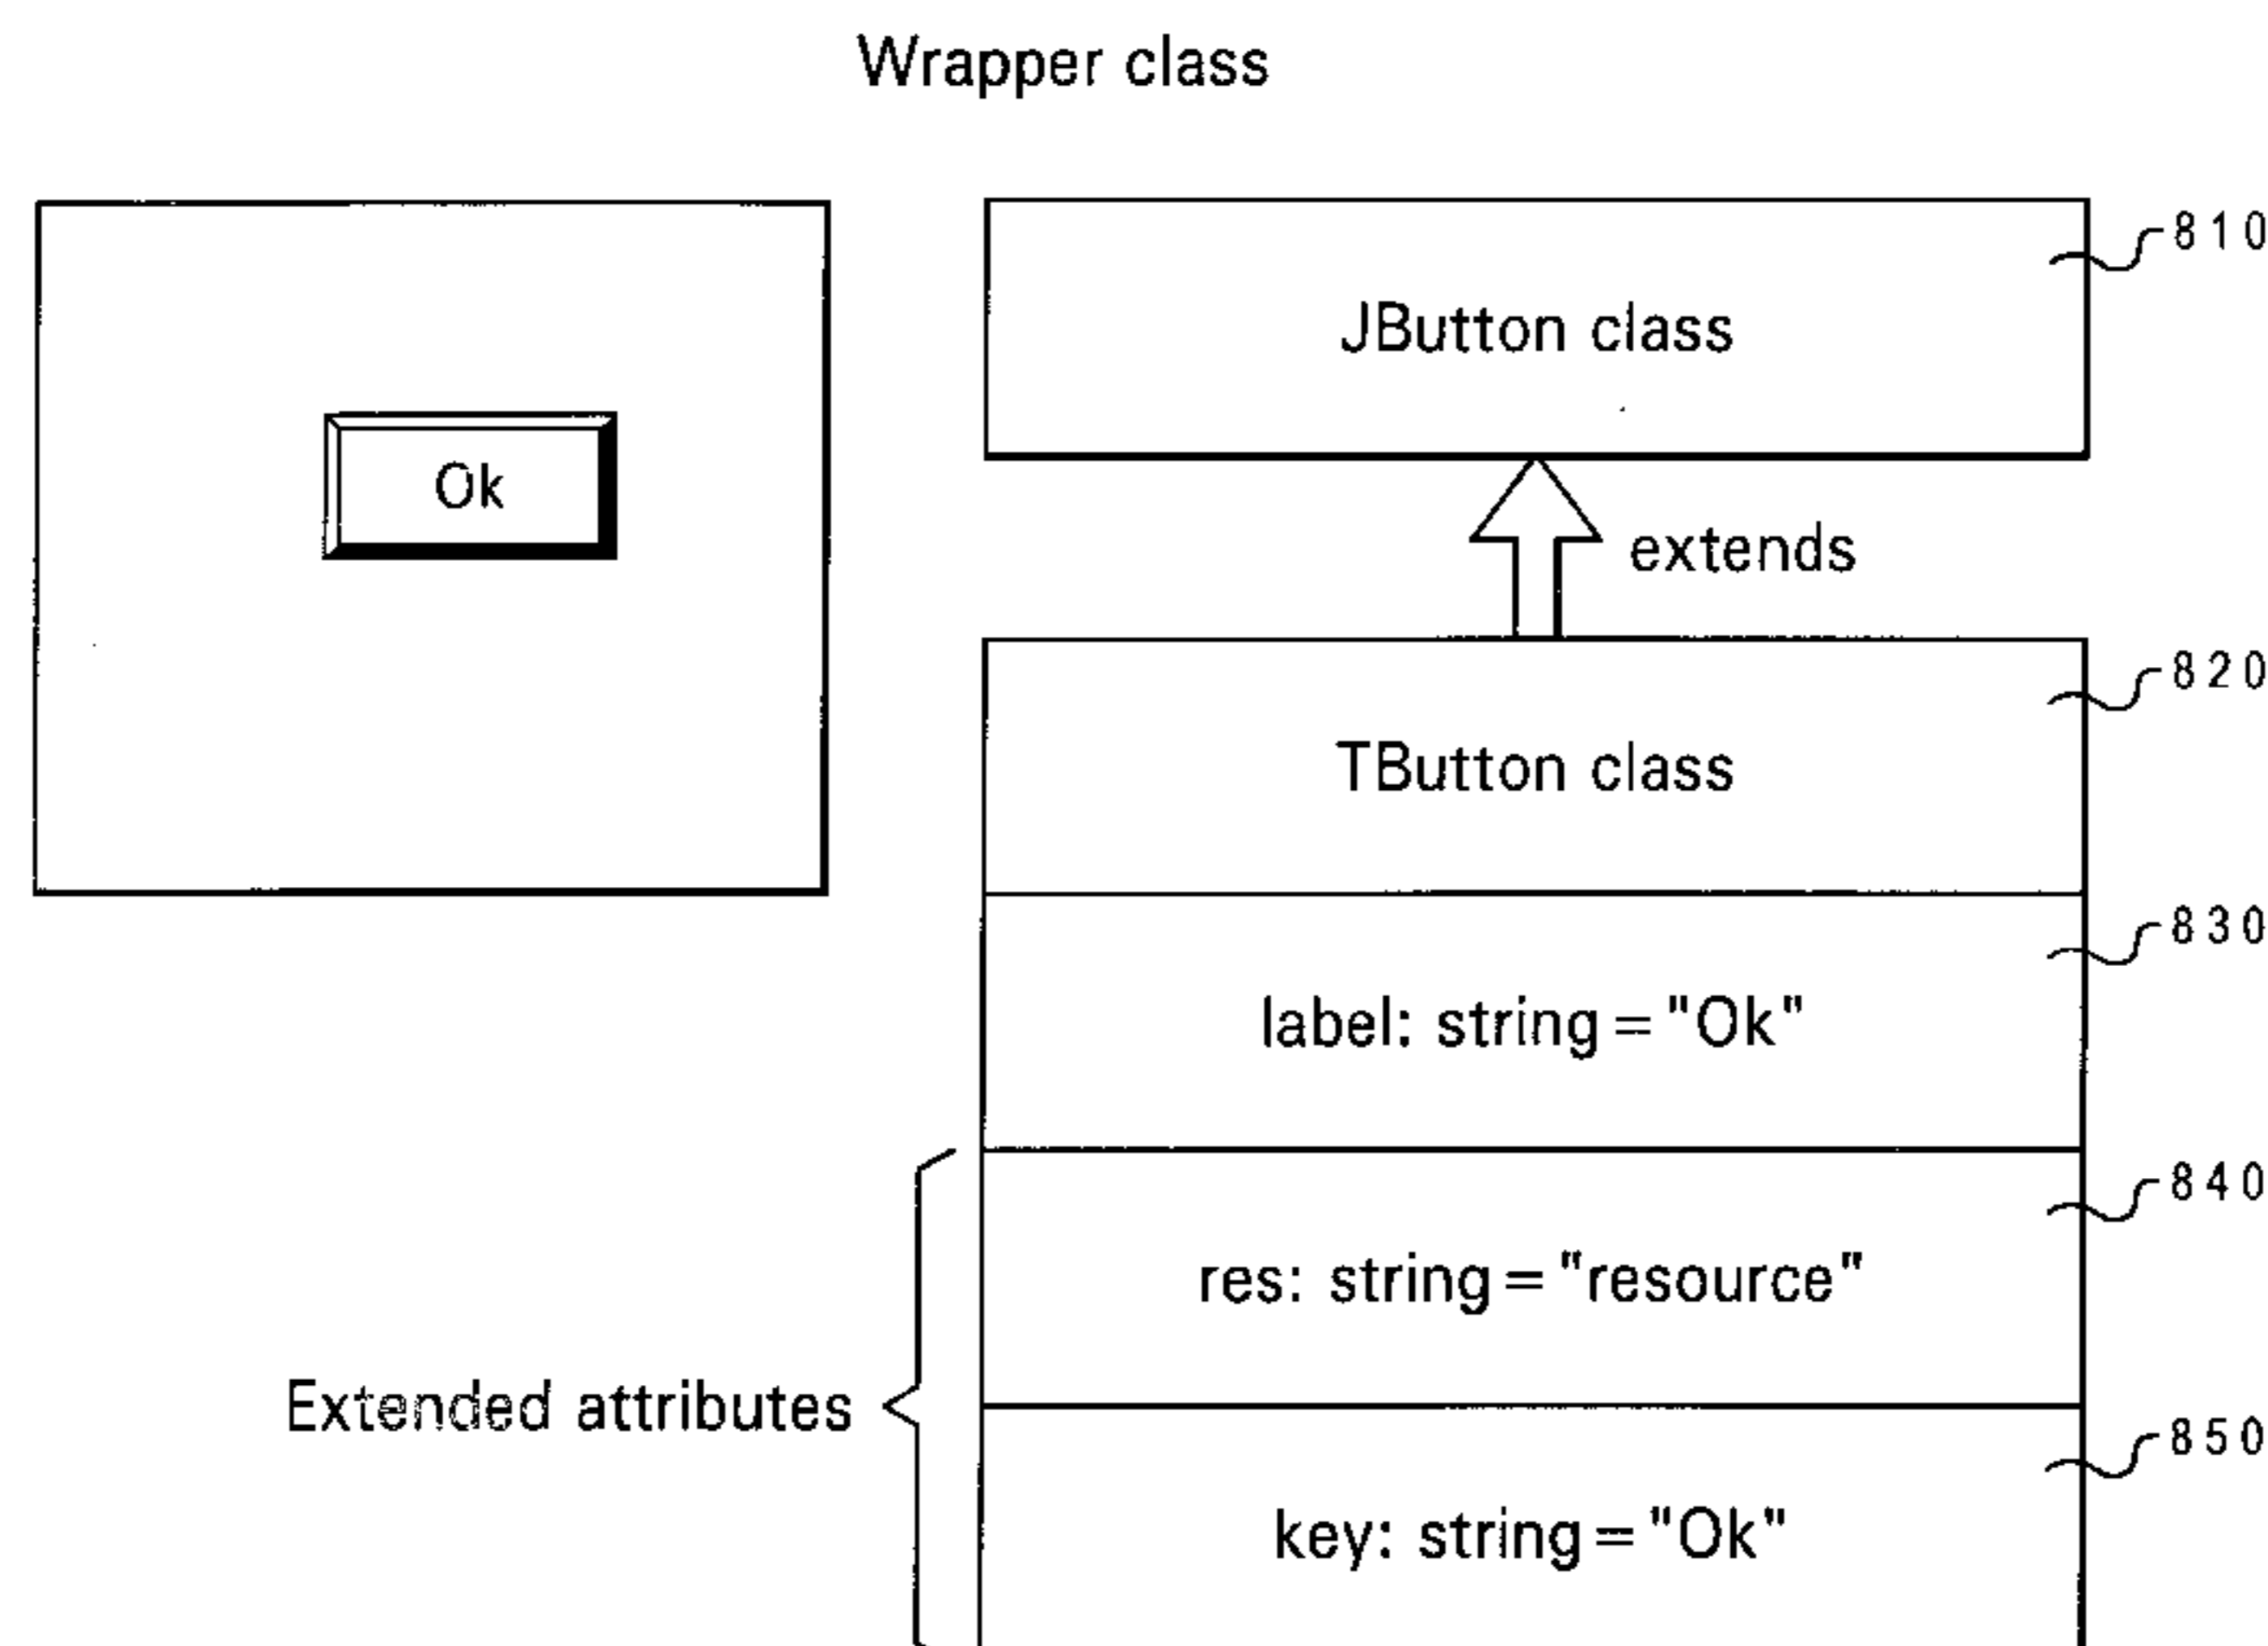 Wrapper class
810
JButton class
Ok
extends
820
TButton class
830
label: string="Ok"
840
res: string="resource"
Extended attributes
850
key: string="Ok"